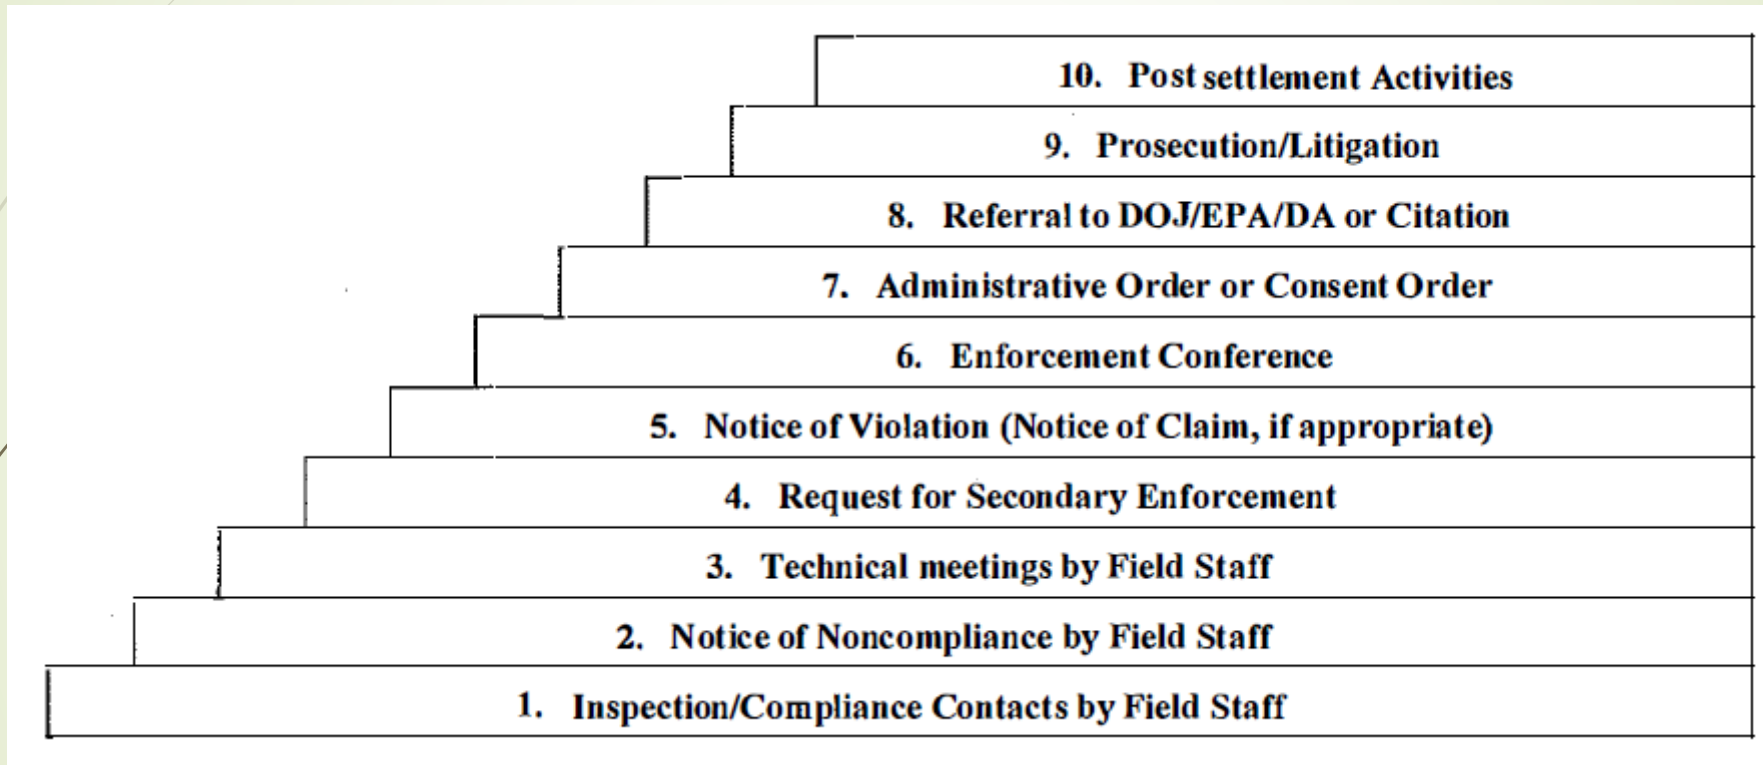 10. Post settlement Activities
9. Prosecution/Litigation
8. Referral to DOJ/EPA/DA or Citation
7. Administrative Order or Consent Order
6. Enforcement Conference
5. Notice of Violation (Notice of Claim, if appropriate)
4. Request for Secondary Enforcement
3. Technical meetings by Field Staff
2. Notice of Noncompliance by Field Staff
1. Inspection/Compliance Contacts by Field Staff